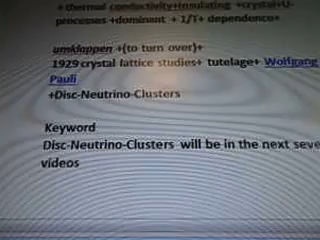 + thermal conductivity+insulating +crystal+U-
processes +dominant + 1/T+ dependence+
umklappen +(to turn over)+
1929 crystal lattice studies+ tutelage+ Wolfgang
Pauli
+Disc-Neutrino-Clusters
Keyword
Disc-Neutrino-Clusters will be in the next seve
videos